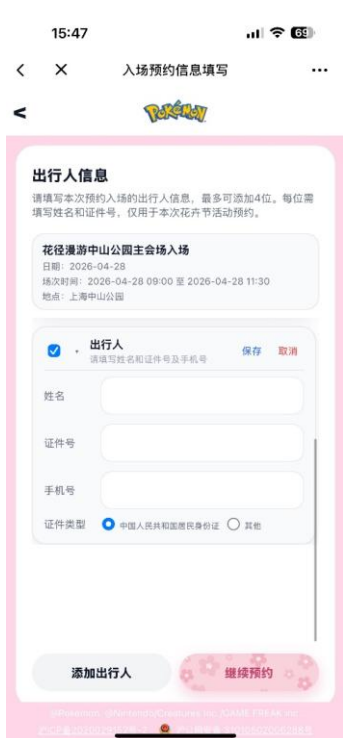 15:47
69
入场预约信息填写
POKéMON
出行人信息
请填写本次预约入场的出行人信息，最多可添加4位。每位需
填写姓名和证件号，仅用于本次花卉节活动预约。
花径漫游中山公园主会场入场
日期：2026-04-28
场次时间：2026-04-28 09:00 至 2026-04-28 11:30
地点：上海中山公园
出行人
保存 取消
请填写姓名和证件号及手机号
姓名
证件号
手机号
证件类型 中国人民共和国居民身份证 其他
添加出行人 继续预约